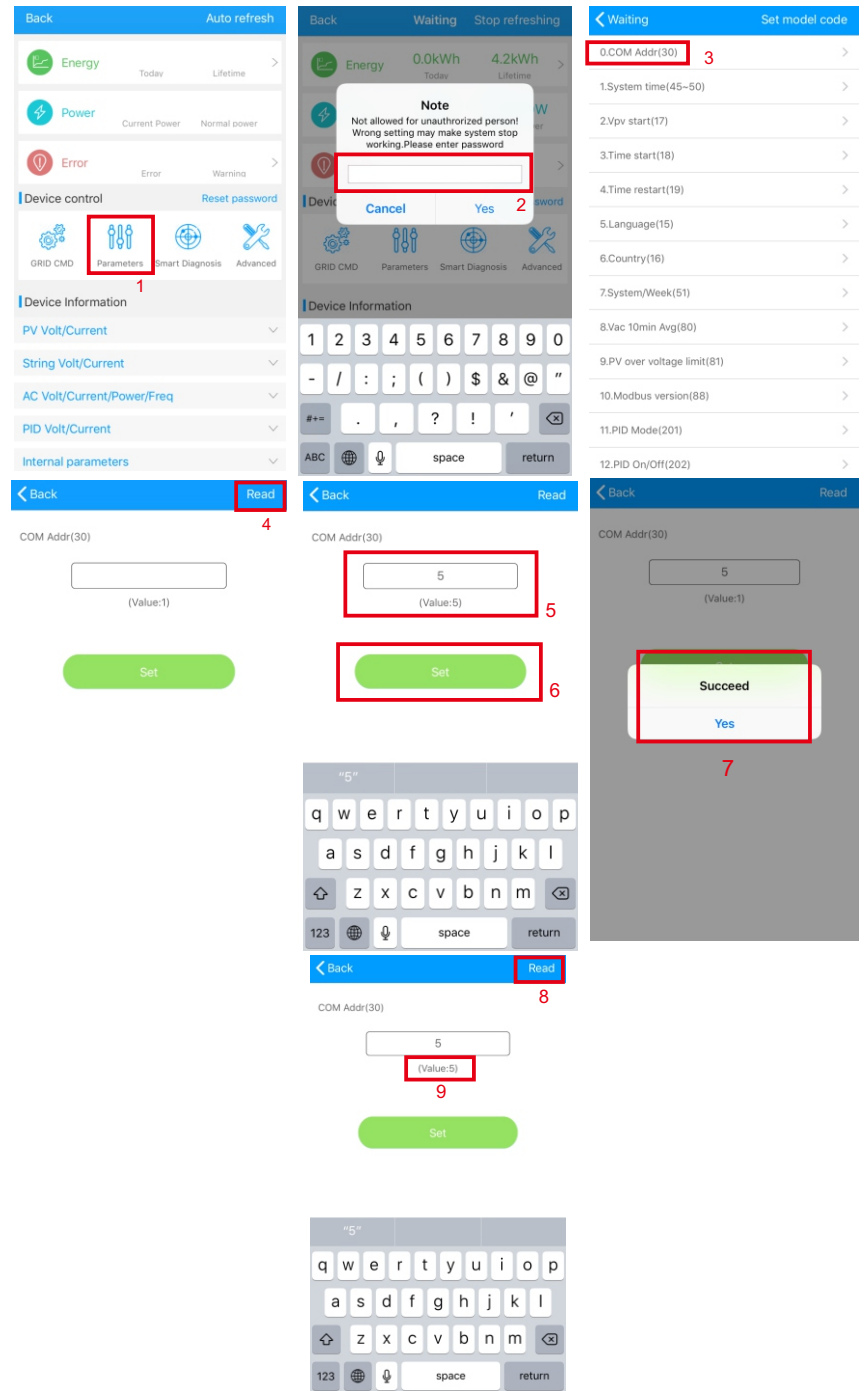 Back Auto refresh
Energy
Today Lifetime
Power
Current Power Normal power
Error
Error Warning
Device control Reset password
GRID CMD Parameters Smart Diagnosis Advanced
1
Device Information
PV Volt/Current
String Volt/Current
AC Volt/Current/Power/Freq
PID Volt/Current
Internal parameters
Back Waiting Stop refreshing
Energy 0.0kWh 4.2kWh
Today Lifetime
W
Note
Not allowed for unauthrorized person!
Wrong setting may make system stop
working.Please enter password
Cancel Yes
2
GRID CMD Parameters Smart Diagnosis Advanced
Device Information
1 2 3 4 5 6 7 8 9 0
- / : ; ( ) $ & @ "
#+= . , ? ! '
ABC space return
Waiting Set model code
0.COM Addr(30)
3
1.System time(45~50)
2.Vpv start(17)
3.Time start(18)
4.Time restart(19)
5.Language(15)
6.Country(16)
7.System/Week(51)
8.Vac 10min Avg(80)
9.PV over voltage limit(81)
10.Modbus version(88)
11.PID Mode(201)
12.PID On/Off(202)
Back Read
4
COM Addr(30)
(Value:1)
Set
Back Read
COM Addr(30)
5
(Value:5)
5
Set
6
"5"
q w e r t y u i o p
a s d f g h j k l
z x c v b n m
123 space return
Back Read
COM Addr(30)
5
(Value:1)
Succeed
Yes
7
Back Read
8
COM Addr(30)
5
(Value:5)
9
Set
"5"
q w e r t y u i o p
a s d f g h j k l
z x c v b n m
123 space return